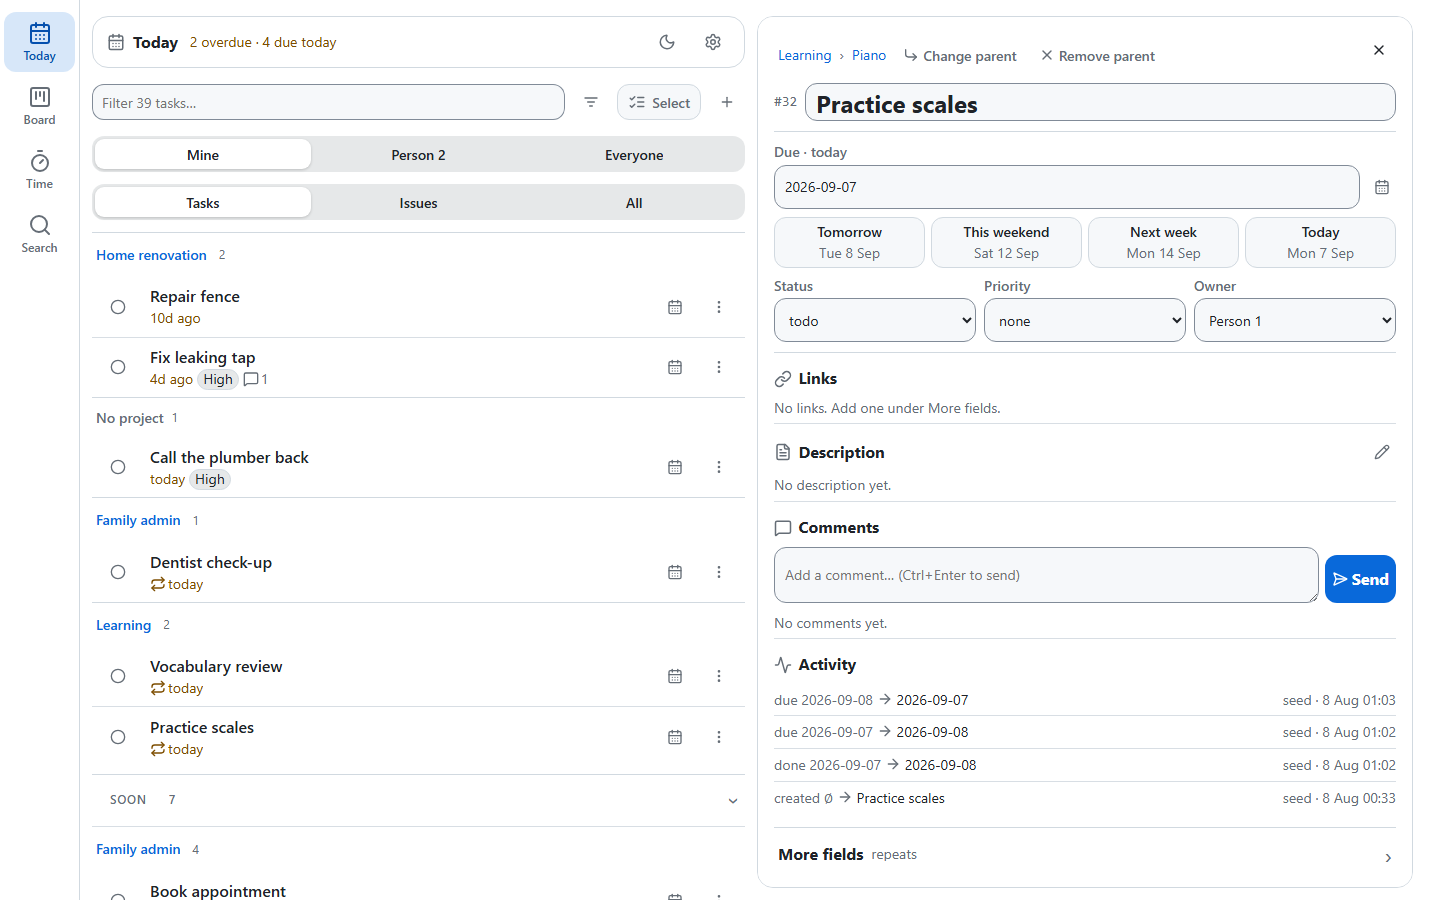 Today
Board
Time
Search
Today 2 overdue · 4 due today
Filter 39 tasks...
Select
Mine Person 2 Everyone
Tasks Issues All
Home renovation 2
Repair fence
10d ago
Fix leaking tap
4d ago High 1
No project 1
Call the plumber back
today High
Family admin 1
Dentist check-up
today
Learning 2
Vocabulary review
today
Practice scales
today
SOON 7
Family admin 4
Book appointment
Learning › Piano Change parent Remove parent
#32 Practice scales
Due · today
2026-09-07
Tomorrow This weekend Next week Today
Tue 8 Sep Sat 12 Sep Mon 14 Sep Mon 7 Sep
Status Priority Owner
todo none Person 1
Links
No links. Add one under More fields.
Description
No description yet.
Comments
Add a comment... (Ctrl+Enter to send)
Send
No comments yet.
Activity
due 2026-09-08 → 2026-09-07 seed · 8 Aug 01:03
due 2026-09-07 → 2026-09-08 seed · 8 Aug 01:02
done 2026-09-07 → 2026-09-08 seed · 8 Aug 01:02
created ∅ → Practice scales seed · 8 Aug 00:33
More fields repeats